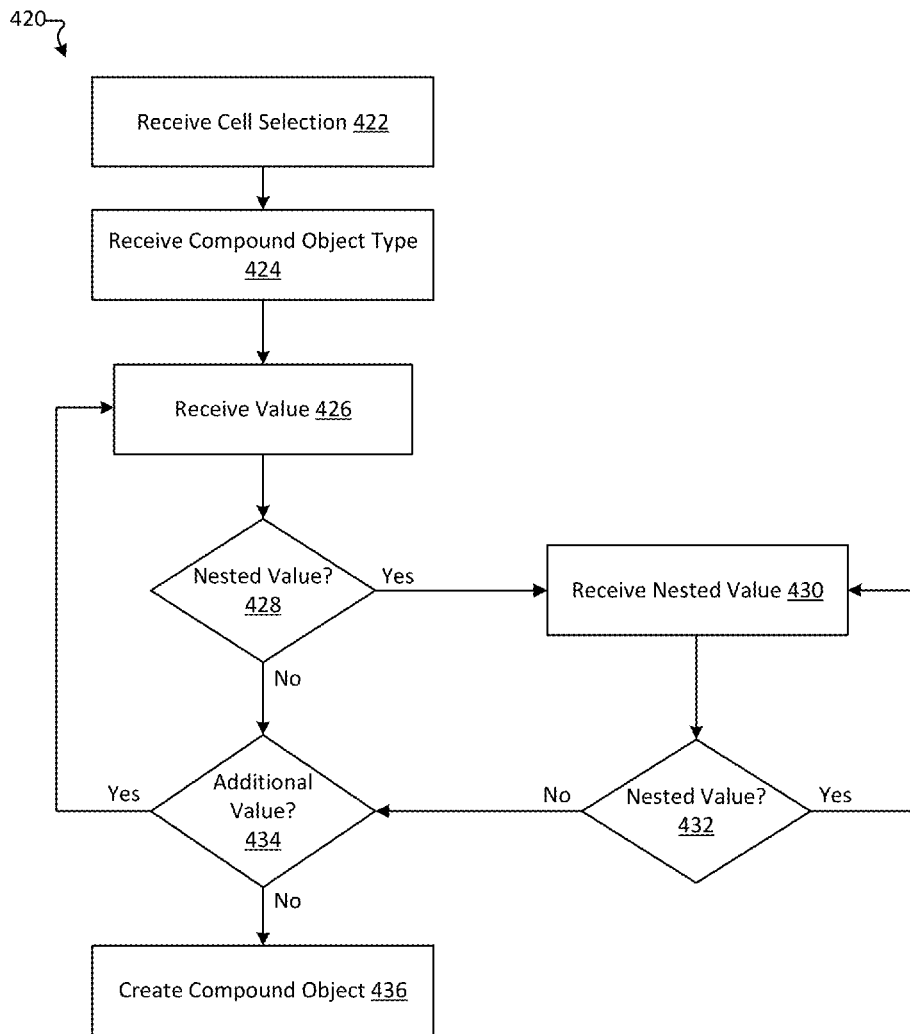 420
Receive Cell Selection 422
Receive Compound Object Type
424
Receive Value 426
Nested Value?
428
Yes
Receive Nested Value 430
No
Additional
Value?
434
Yes
No
Nested Value?
432
Yes
No
Create Compound Object 436